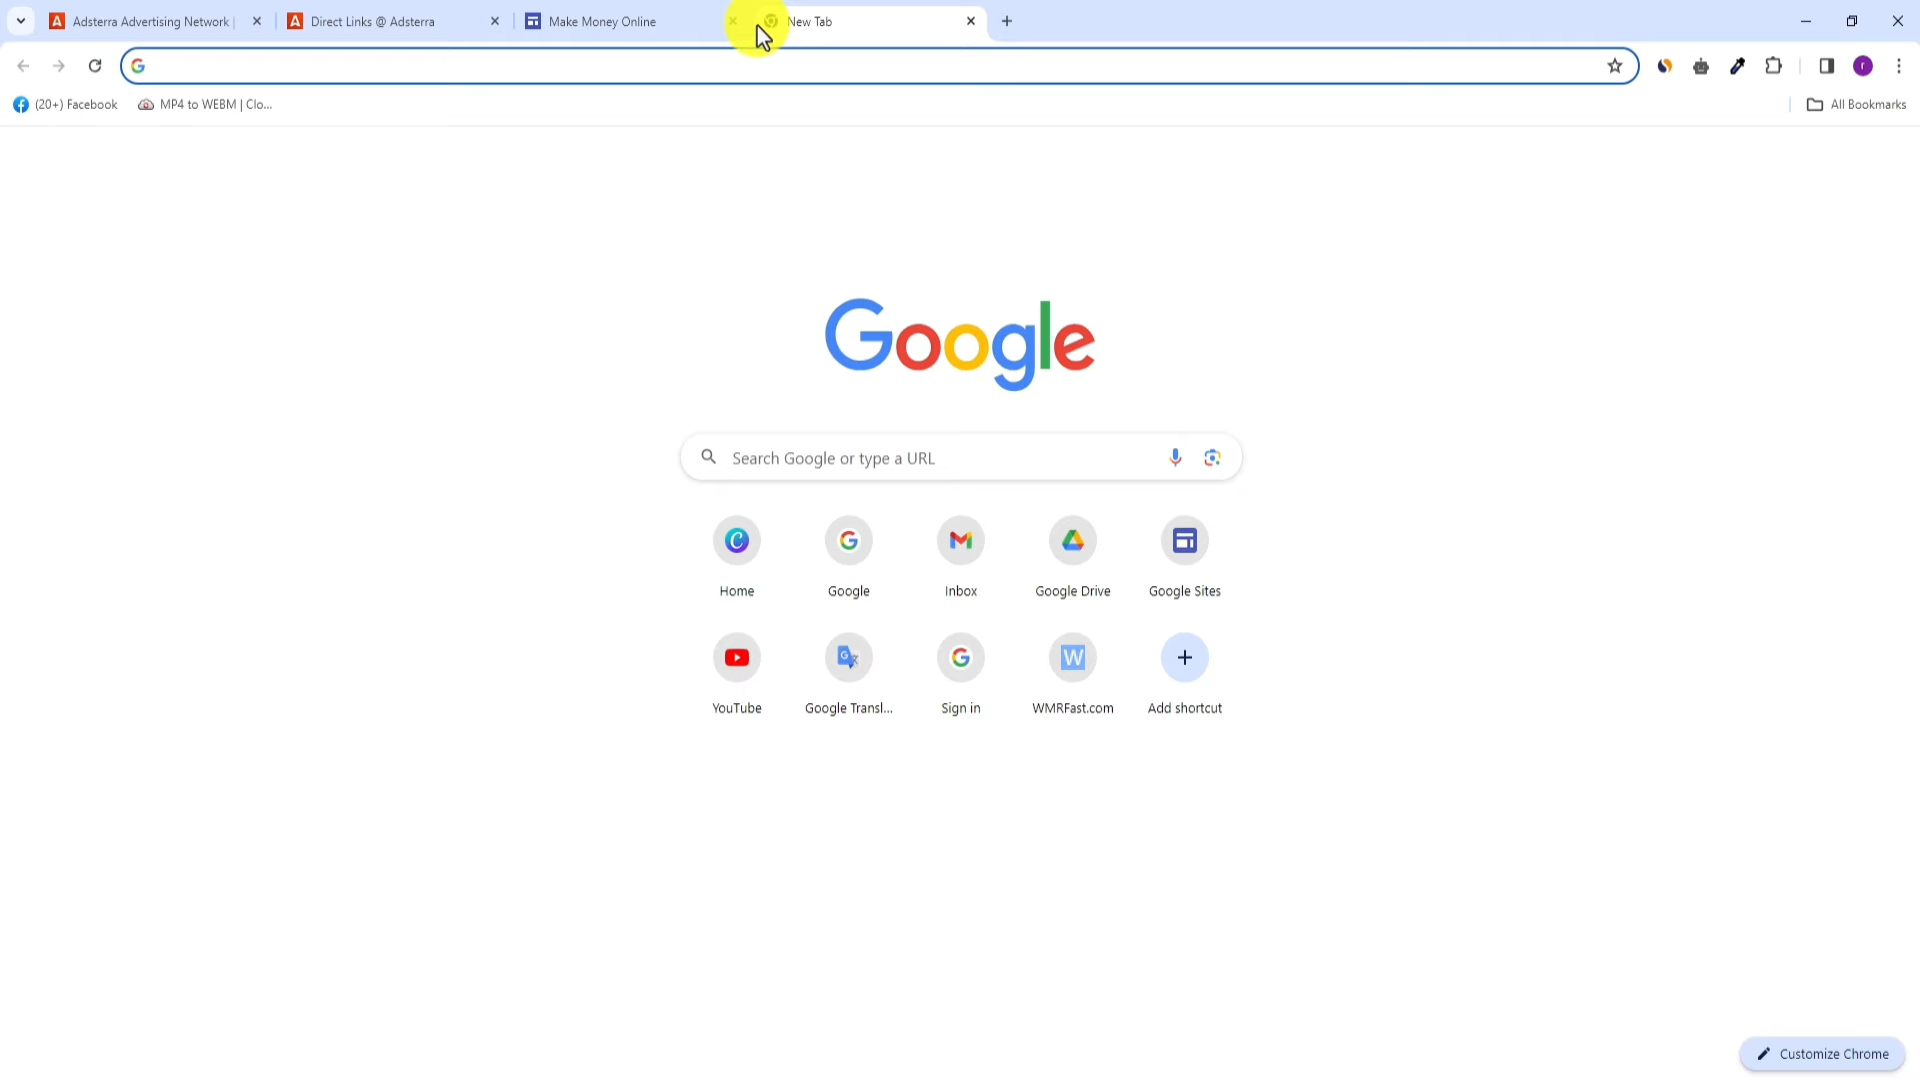 Adsterra Advertising Network |
Direct Links @ Adsterra
Make Money Online
New Tab
r
(20+) Facebook
MP4 to WEBM | Clo...
All Bookmarks
Google
Search Google or type a URL
Home
Google
Inbox
Google Drive
Google Sites
YouTube
Google Transl...
Sign in
W
WMRFast.com
Add shortcut
Customize Chrome